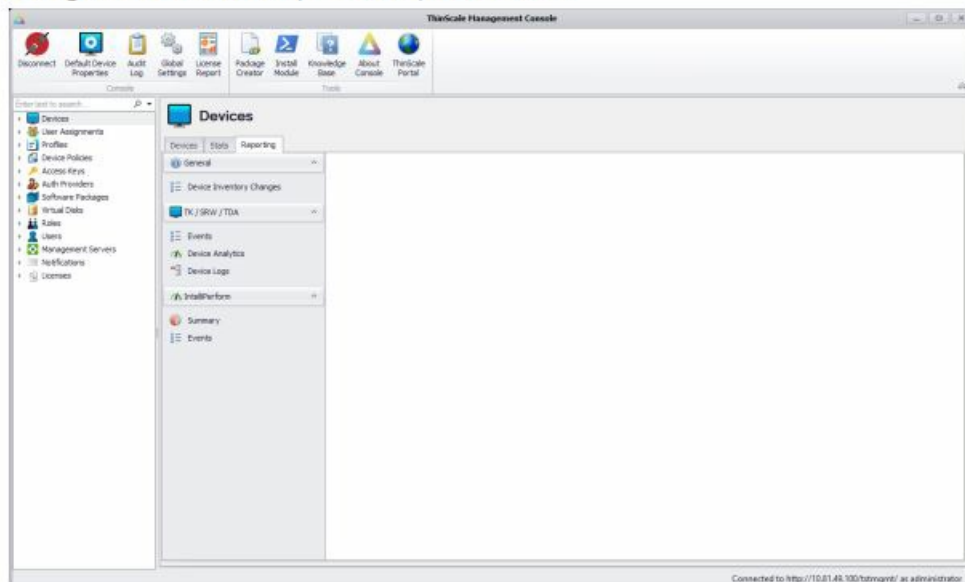 ThinScale Management Console
Disconnect
Default Device Properties
Audit Log
Global Settings
License Report
Package Creator
Install Module
Knowledge Base
About Console
ThinScale Portal
Console
Tools
Enter text to search...
Devices
User Assignments
Profiles
Device Policies
Access Keys
Auth Providers
Software Packages
Virtual Disks
Roles
Users
Management Servers
Notifications
Licenses
Devices
Devices
Stats
Reporting
General
Device Inventory Changes
TK / SRW / TDA
Events
Device Analytics
Device Logs
IntelliPerform
Summary
Events
Connected to http://10.81.49.100/tstmgmt/ as administrator